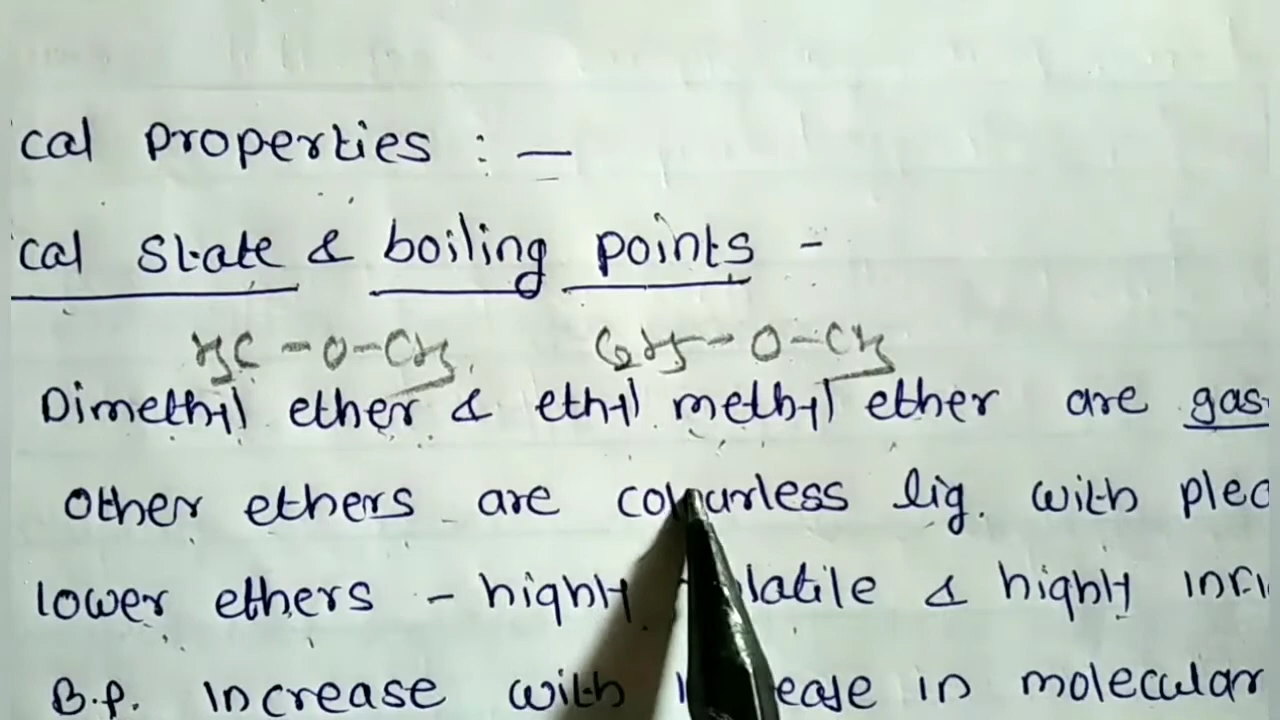 cal properties : —
cal state & boiling points -
H3C - O - CH3. C2H5 - O - CH3
Dimethyl ether & ethyl methyl ether are gas
Other ethers are colourless liq. with plea
lower ethers - highly & highly infl
B.p. increase with in molecular